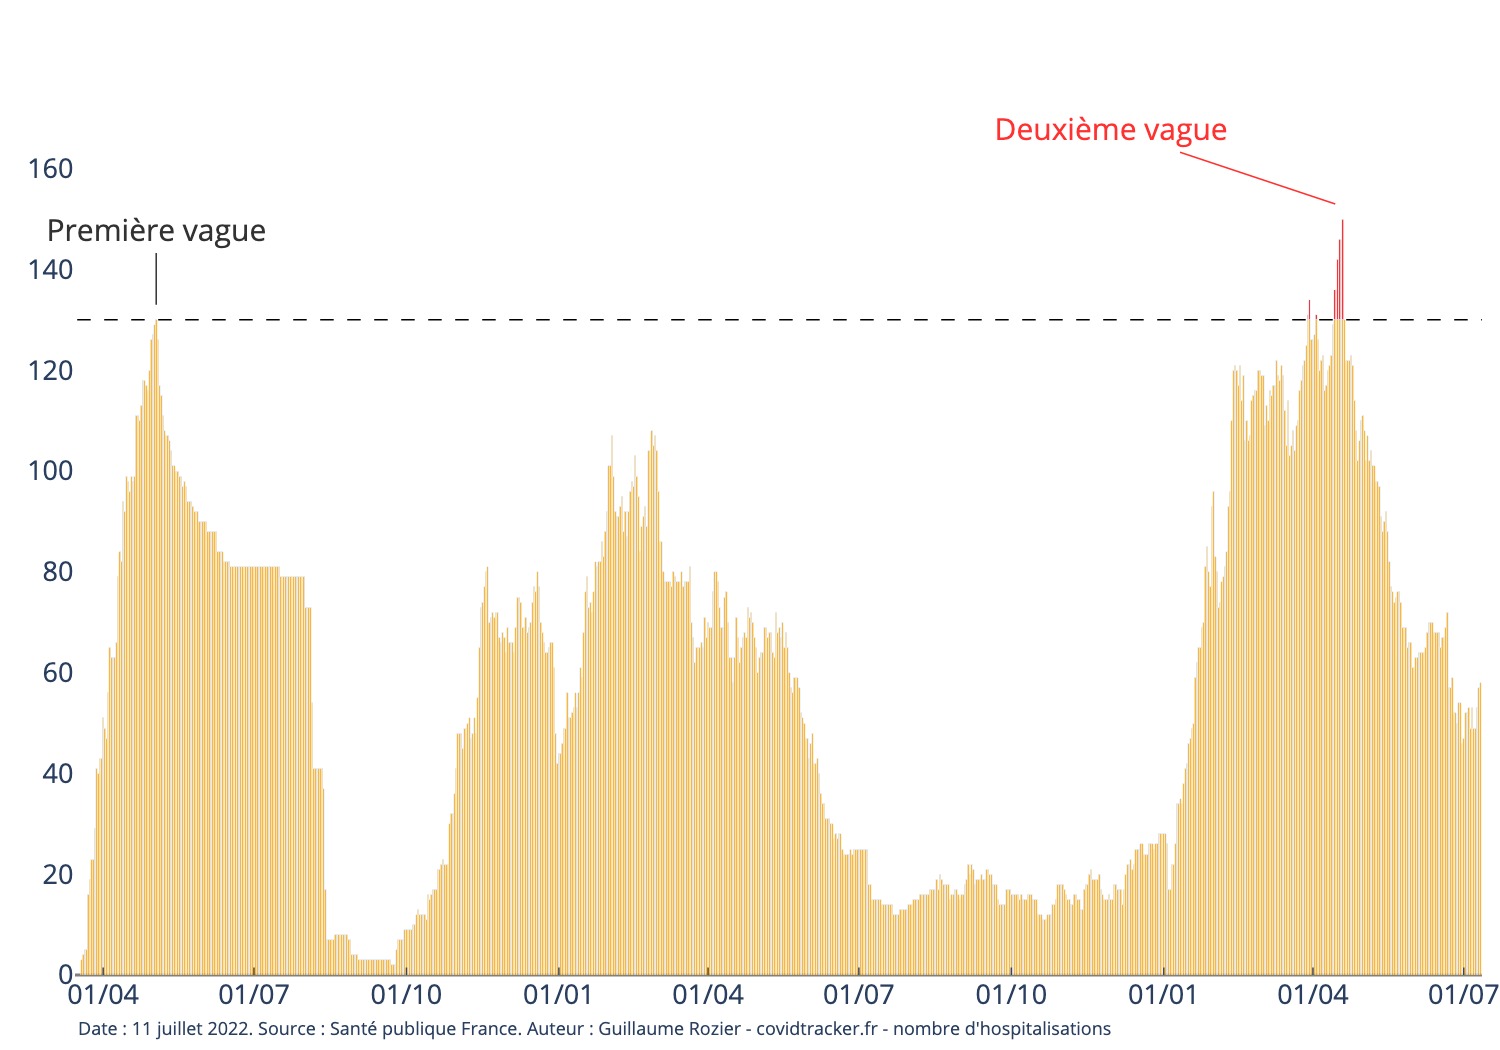 Deuxième vague
160
Première vague
140
120
100
80
60
40
20
0
01/04 01/07 01/10 01/01 01/04 01/07 01/10 01/01 01/04 01/07
Date : 11 juillet 2022. Source : Santé publique France. Auteur : Guillaume Rozier - covidtracker.fr - nombre d'hospitalisations